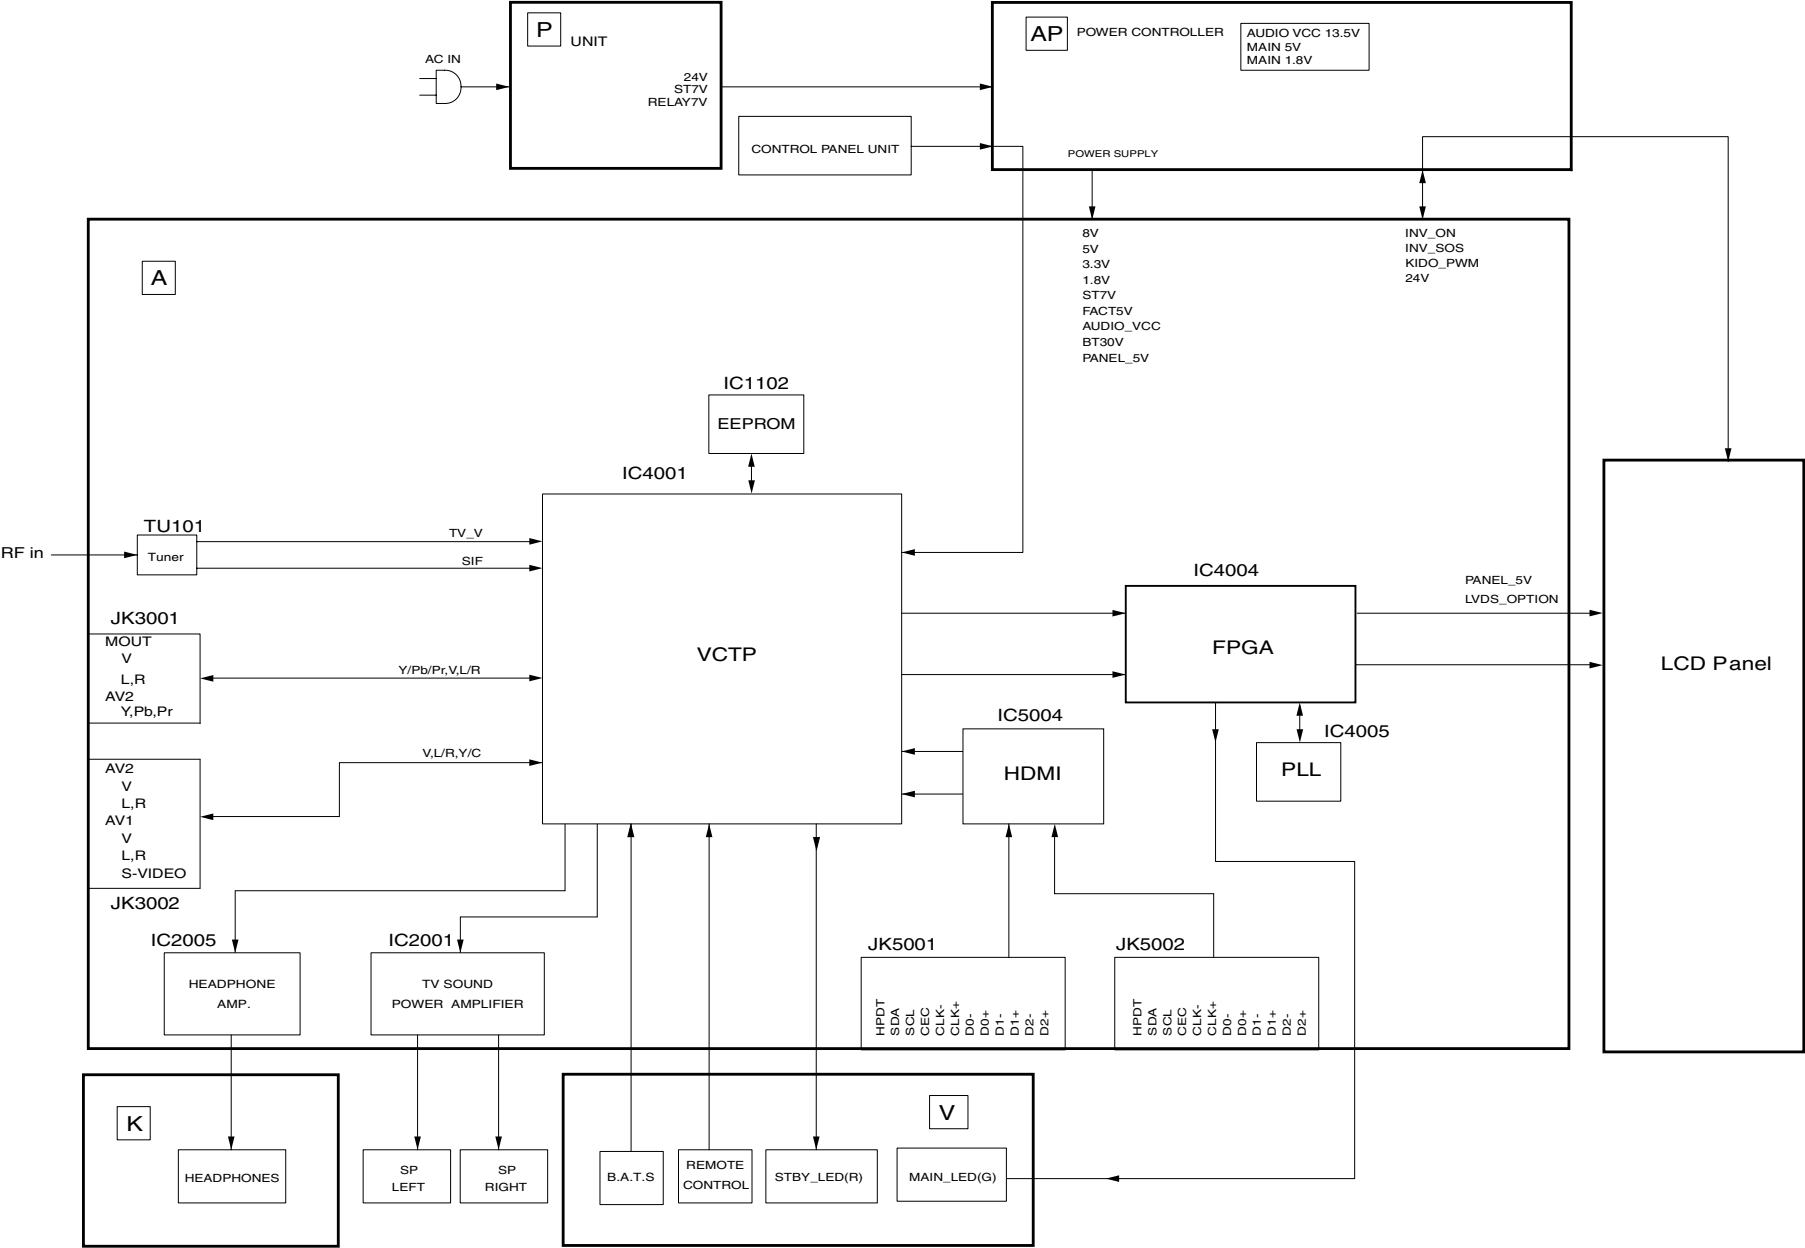 P
UNIT
AC IN
24V
ST7V
RELAY7V
AP
POWER CONTROLLER
AUDIO VCC 13.5V
MAIN 5V
MAIN 1.8V
CONTROL PANEL UNIT
POWER SUPPLY
A
8V
5V
3.3V
1.8V
ST7V
FACT5V
AUDIO_VCC
BT30V
PANEL_5V
INV_ON
INV_SOS
KIDO_PWM
24V
IC1102
EEPROM
IC4001
VCTP
RF in
TU101
Tuner
TV_V
SIF
JK3001
MOUT
V
L,R
AV2
Y,Pb,Pr
Y/Pb/Pr,V,L/R
V,L/R,Y/C
AV2
V
L,R
AV1
V
L,R
S-VIDEO
JK3002
IC4004
FPGA
PANEL_5V
LVDS_OPTION
LCD Panel
IC5004
HDMI
IC4005
PLL
IC2005
HEADPHONE
AMP.
IC2001
TV SOUND
POWER AMPLIFIER
JK5001
HPDT
SDA
SCL
CEC
CLK-
CLK+
D0-
D0+
D1-
D1+
D2-
D2+
JK5002
HPDT
SDA
SCL
CEC
CLK-
CLK+
D0-
D0+
D1-
D1+
D2-
D2+
K
HEADPHONES
SP
LEFT
SP
RIGHT
V
B.A.T.S
REMOTE
CONTROL
STBY_LED(R)
MAIN_LED(G)